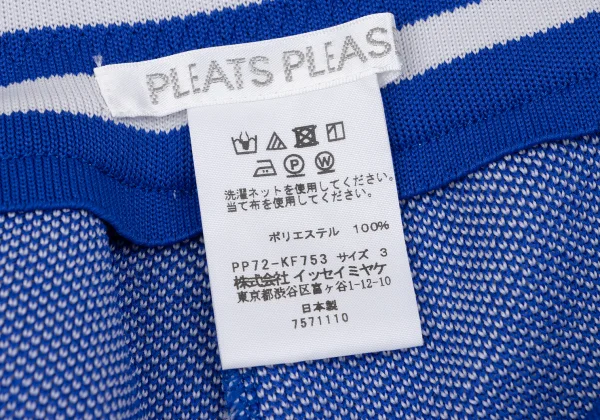 PLEATS PLEAS
P
W
洗濯ネットを使用してください。
当て布を使用してください。
ポリエステル 100%
PP72-KF753 サイズ 3
株式会社 イッセイミヤケ
東京都渋谷区富ヶ谷1-12-10
日本製
7571110